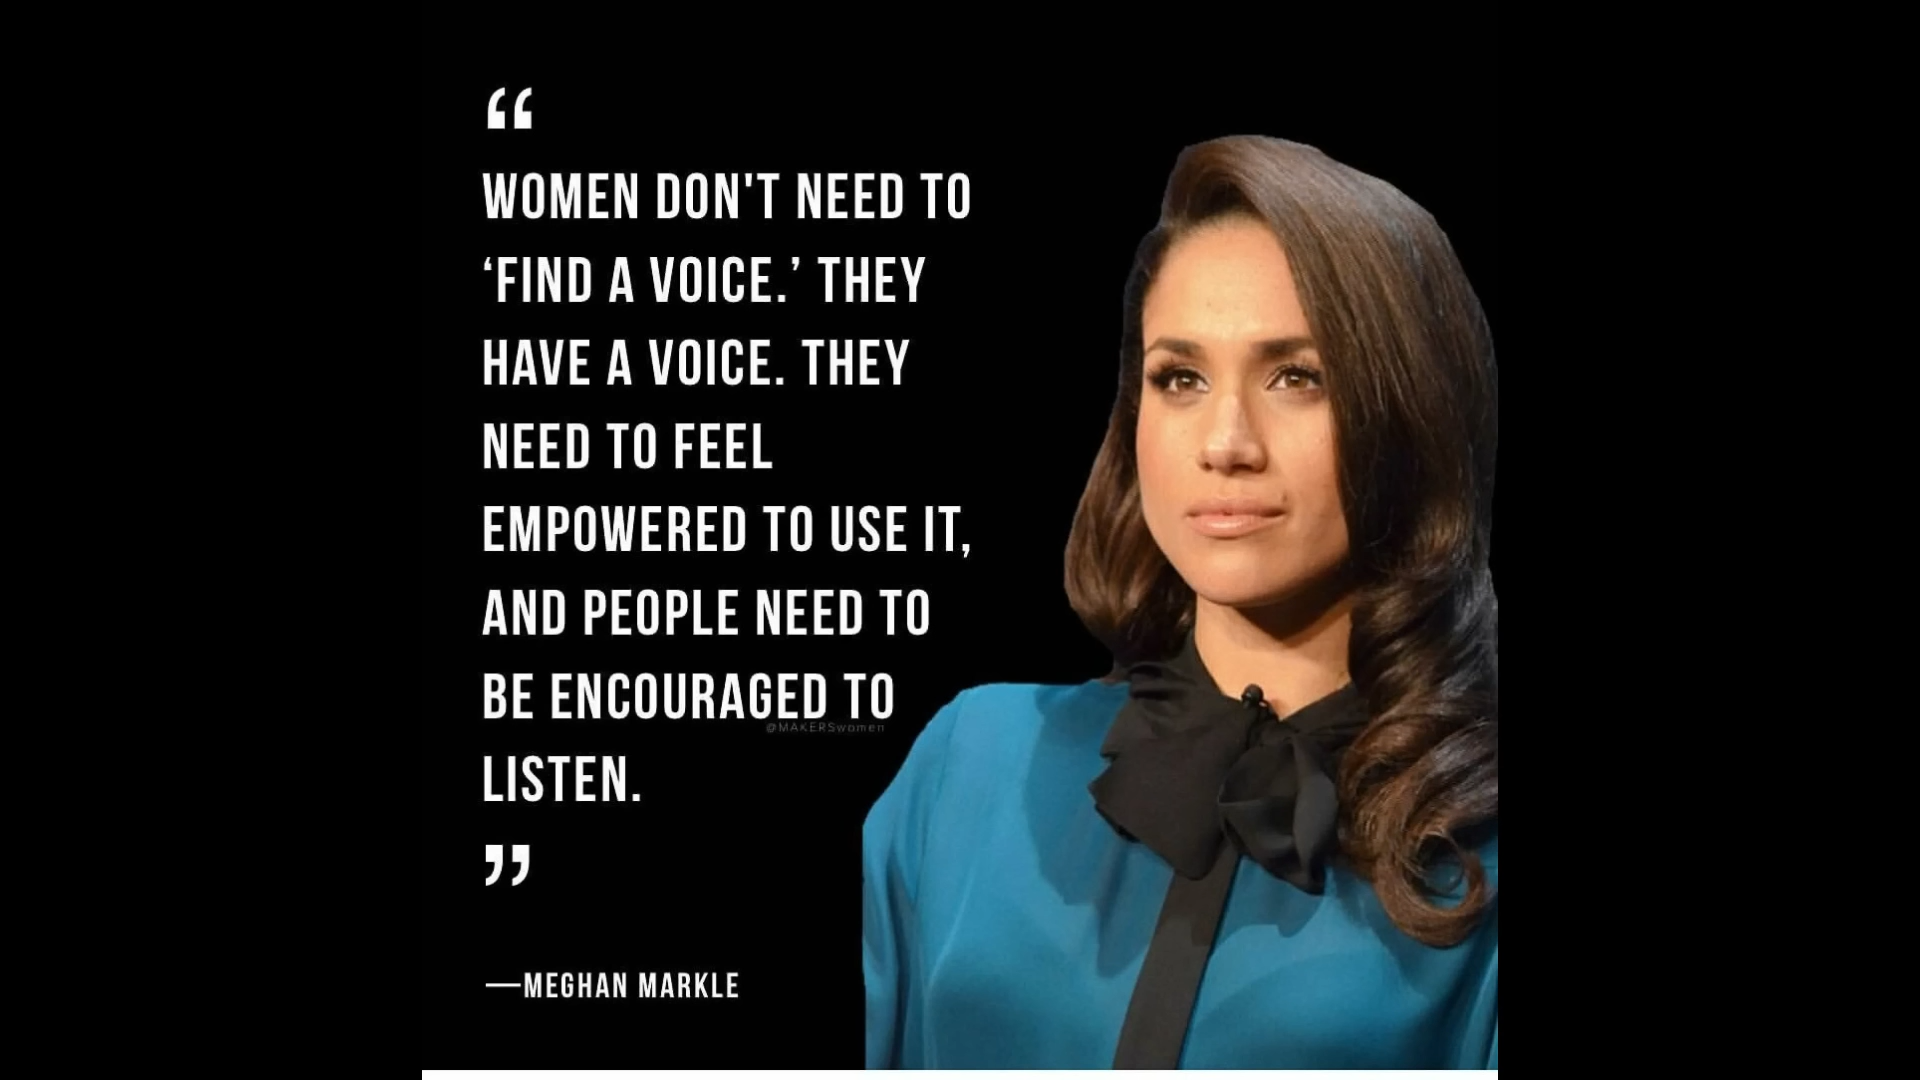 “
WOMEN DON'T NEED TO
‘FIND A VOICE.’ THEY
HAVE A VOICE. THEY
NEED TO FEEL
EMPOWERED TO USE IT,
AND PEOPLE NEED TO
BE ENCOURAGED TO
@MAKERSwomen
LISTEN.
”
—MEGHAN MARKLE